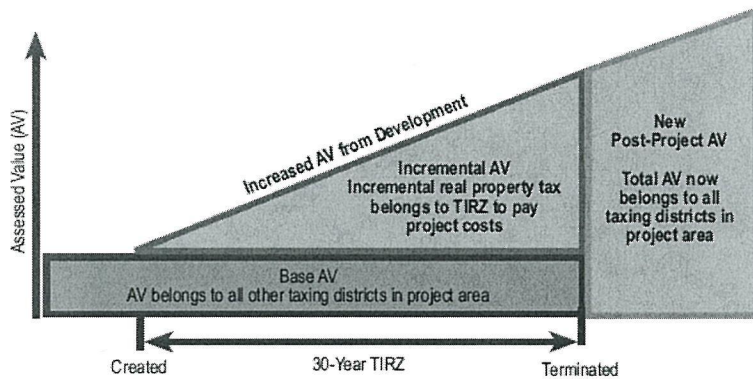 Assessed Value (AV)
Increased AV from Development
Incremental AV
Incremental real property tax
belongs to TIRZ to pay
project costs
New
Post-Project AV
Total AV now
belongs to all
taxing districts in
project area
Base AV
AV belongs to all other taxing districts in project area
Created
30-Year TIRZ
Terminated